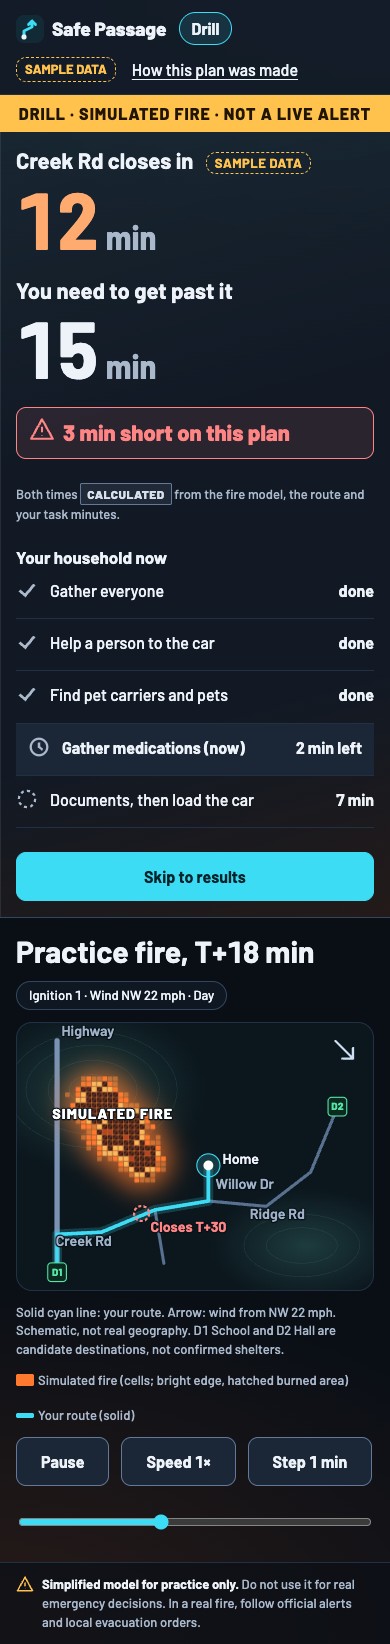 Safe Passage Drill
SAMPLE DATA How this plan was made
DRILL · SIMULATED FIRE · NOT A LIVE ALERT
Creek Rd closes in SAMPLE DATA
12 min
You need to get past it
15 min
3 min short on this plan
Both times CALCULATED from the fire model, the route and
your task minutes.
Your household now
Gather everyone done
Help a person to the car done
Find pet carriers and pets done
Gather medications (now) 2 min left
Documents, then load the car 7 min
Skip to results
Practice fire, T+18 min
Ignition 1 · Wind NW 22 mph · Day
Highway
SIMULATED FIRE
D2
Home
Willow Dr
Ridge Rd
Closes T+30
Creek Rd
D1
Solid cyan line: your route. Arrow: wind from NW 22 mph.
Schematic, not real geography. D1 School and D2 Hall are
candidate destinations, not confirmed shelters.
Simulated fire (cells; bright edge, hatched burned area)
Your route (solid)
Pause Speed 1× Step 1 min
Simplified model for practice only. Do not use it for real
emergency decisions. In a real fire, follow official alerts
and local evacuation orders.